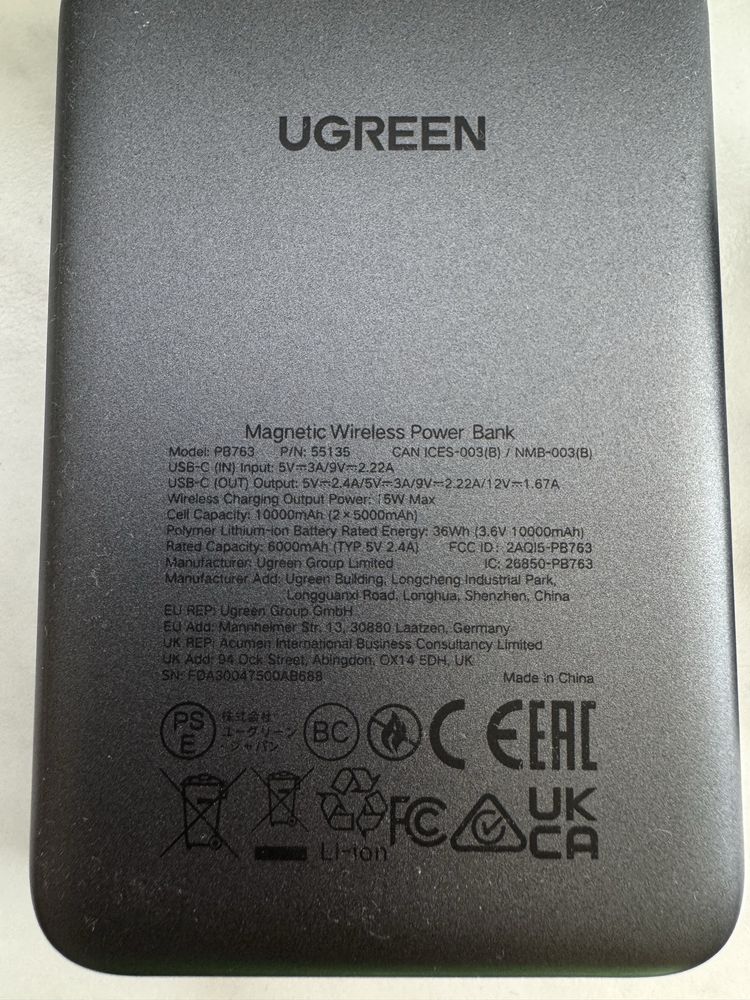 UGREEN
Magnetic Wireless Power Bank
Model: PB763 P/N: 55135 CAN ICES-003(B) / NMB-003(B)
USB-C (IN) Input: 5V⎓3A/9V⎓2.22A
USB-C (OUT) Output: 5V⎓2.4A/5V⎓3A/9V⎓2.22A/12V⎓1.67A
Wireless Charging Output Power: 15W Max
Cell Capacity: 10000mAh (2×5000mAh)
Polymer Lithium-ion Battery Rated Energy: 36Wh (3.6V 10000mAh)
Rated Capacity: 6000mAh (TYP 5V 2.4A) FCC ID: 2AQI5-PB763
Manufacturer: Ugreen Group Limited IC: 26850-PB763
Manufacturer Add: Ugreen Building, Longcheng Industrial Park,
Longguanxi Road, Longhua, Shenzhen, China
EU REP: Ugreen Group GmbH
EU Add: Mannheimer Str. 13, 30880 Laatzen, Germany
UK REP: Acumen International Business Consultancy Limited
UK Add: 94 Ock Street, Abingdon, OX14 5DH, UK
SN: FDA30047500AB688 Made in China
PS
E
株式会社
ユーグリーン
・ジャパン
BC
CE
EAC
Li-ion
FC
UK
CA